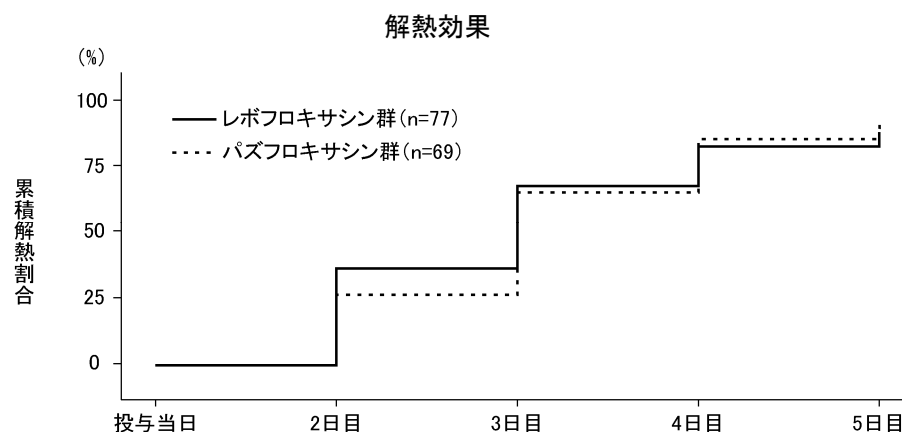 解熱効果
(%)
100
75
50
25
0
累積解熱割合
レボフロキサシン群(n=77)
パズフロキサシン群(n=69)
投与当日
2日目
3日目
4日目
5日目